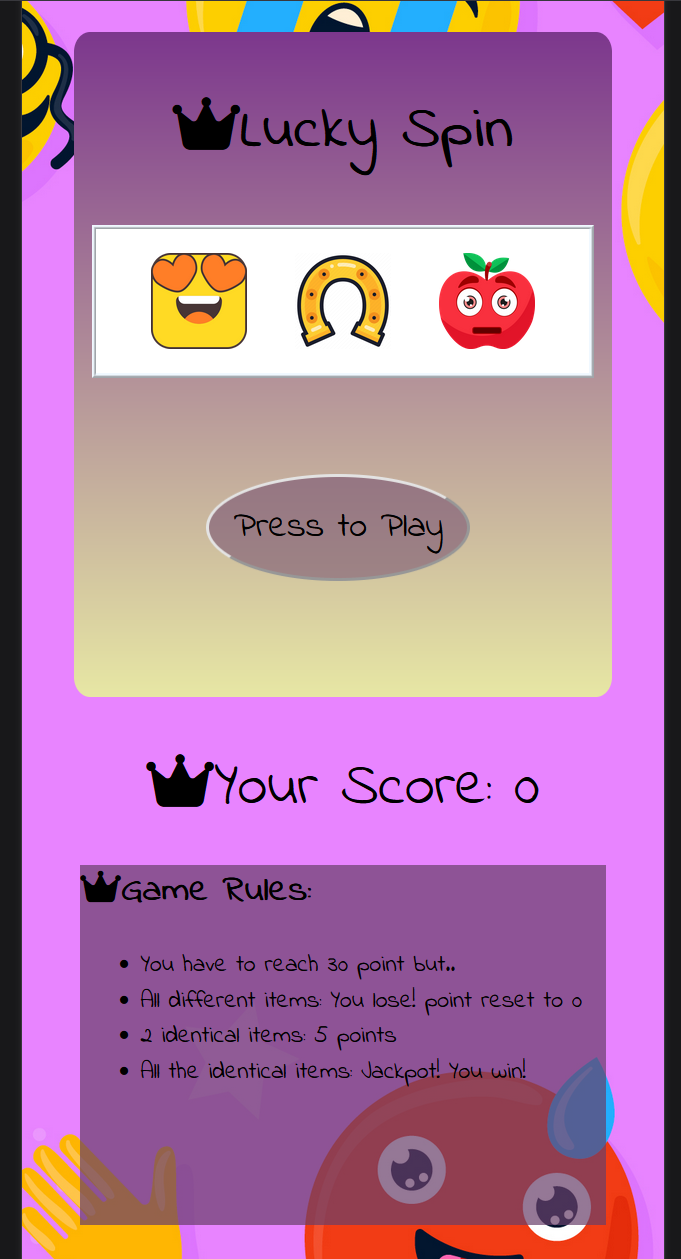 Lucky Spin
Press to Play
Your Score: 0
Game Rules:
You have to reach 30 point but..
All different items: You lose! point reset to 0
2 identical items: 5 points
All the identical items: Jackpot! You win!